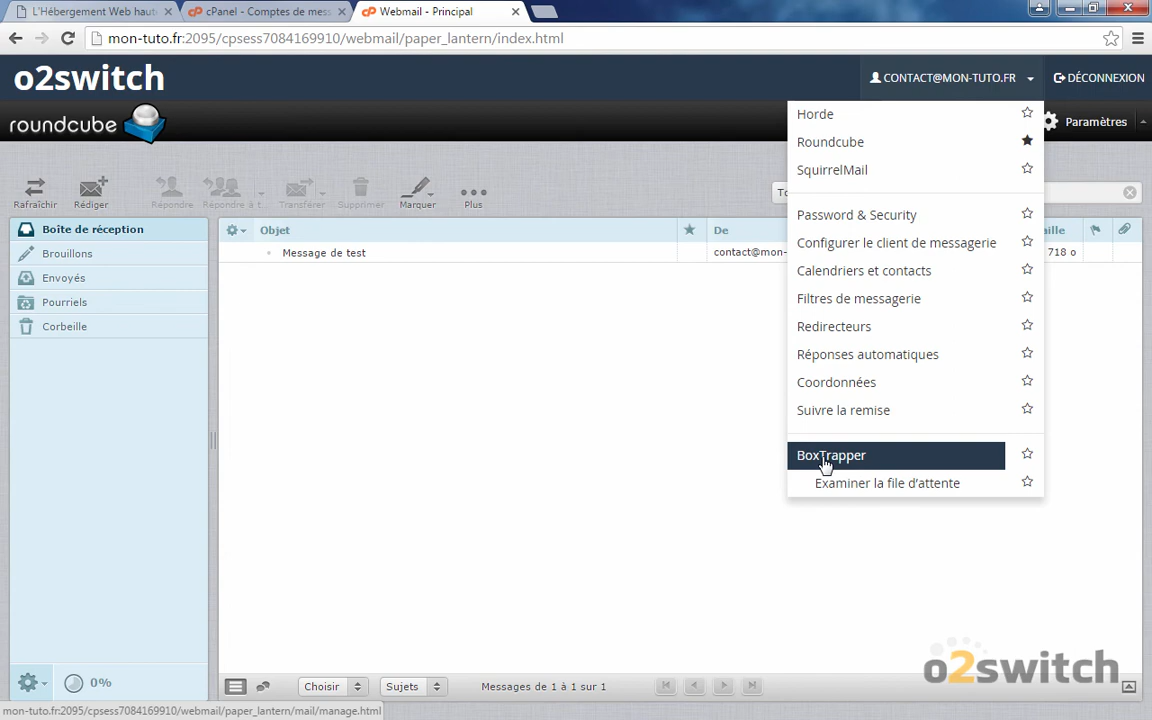 L'Hébergement Web haut
cPanel - Comptes de mess
Webmail - Principal
mon-tuto.fr:2095/cpsess7084169910/webmail/paper_lantern/index.html
o2switch
CONTACT@MON-TUTO.FR
DÉCONNEXION
roundcube
Paramètres
Horde
Roundcube
SquirrelMail
Password & Security
Configurer le client de messagerie
Calendriers et contacts
Filtres de messagerie
Redirecteurs
Réponses automatiques
Coordonnées
Suivre la remise
BoxTrapper
Examiner la file d'attente
Rafraîchir
Rédiger
Répondre
Répondre à t...
Transférer
Supprimer
Marquer
Plus
To
Boîte de réception
Brouillons
Envoyés
Pourriels
Corbeille
Objet
De
aille
Message de test
contact@mon-
718 o
0%
Choisir
Sujets
Messages de 1 à 1 sur 1
o2switch
mon-tuto.fr:2095/cpsess7084169910/webmail/paper_lantern/mail/manage.html